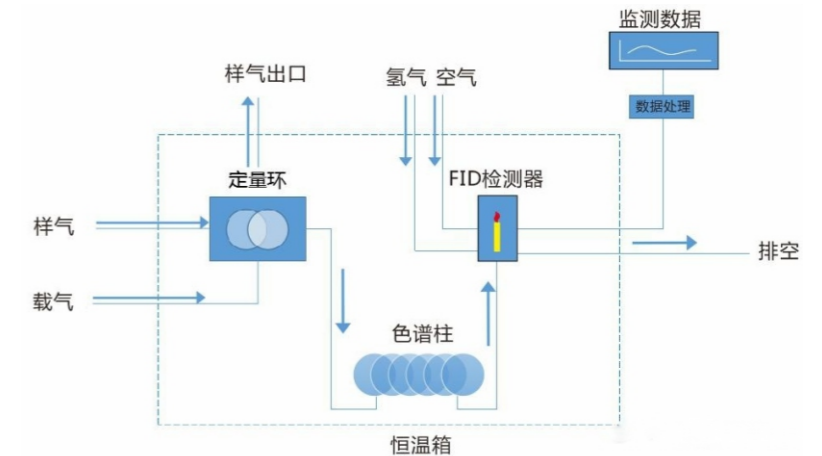 监测数据
样气出口
氢气 空气
数据处理
定量环
FID检测器
样气
排空
载气
色谱柱
恒温箱